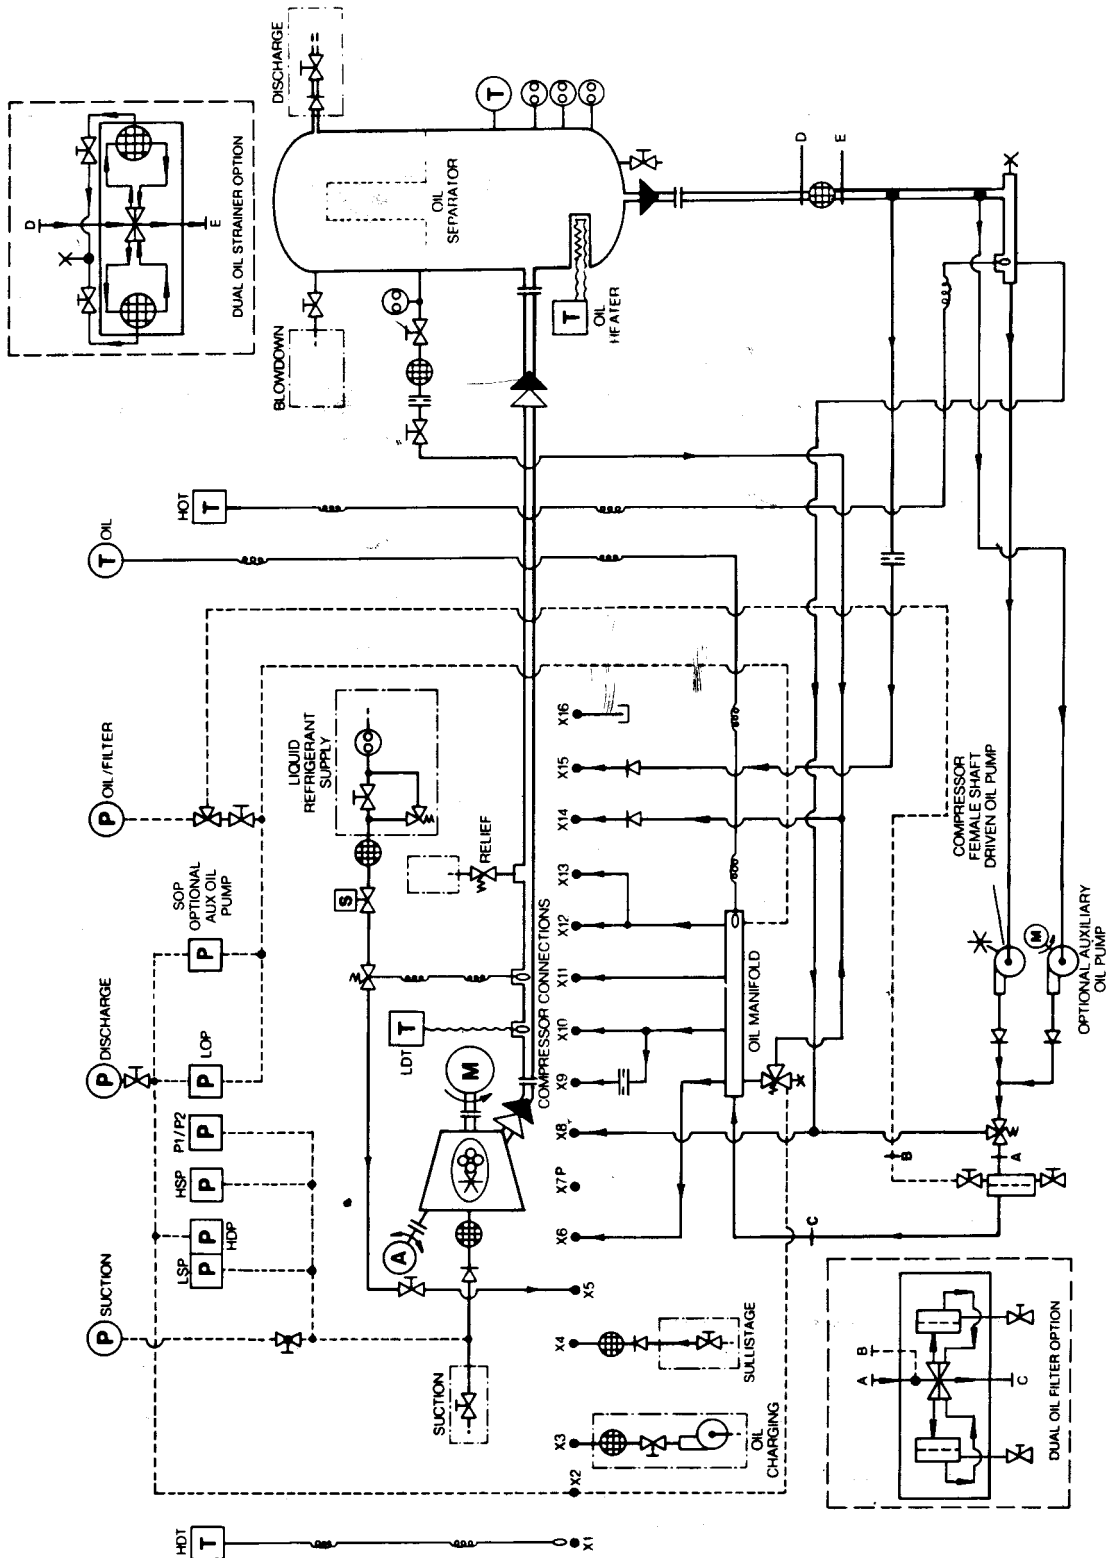 HDT
T
P
SUCTION
LSP
P
P
HDP
HSP
P
P1/P2
P
P
DISCHARGE
LOP
P
SOP
OPTIONAL
AUX OIL
PUMP
P
P
OIL/FILTER
T
OIL
HOT
T
BLOWDOWN
DISCHARGE
D
E
DUAL OIL STRAINER OPTION
SUCTION
A
M
LDT
T
S
LIQUID
REFRIGERANT
SUPPLY
RELIEF
OIL
SEPARATOR
T
T
OIL
HEATER
COMPRESSOR CONNECTIONS
X1
X2
X3
X4
X5
X6
X7P
X8
X9
X10
X11
X12
X13
X14
X15
X16
OIL
CHARGING
SULLISTAGE
OIL MANIFOLD
D
E
COMPRESSOR
FEMALE SHAFT
DRIVEN OIL PUMP
M
OPTIONAL AUXILIARY
OIL PUMP
B
A
C
A
B
C
DUAL OIL FILTER OPTION